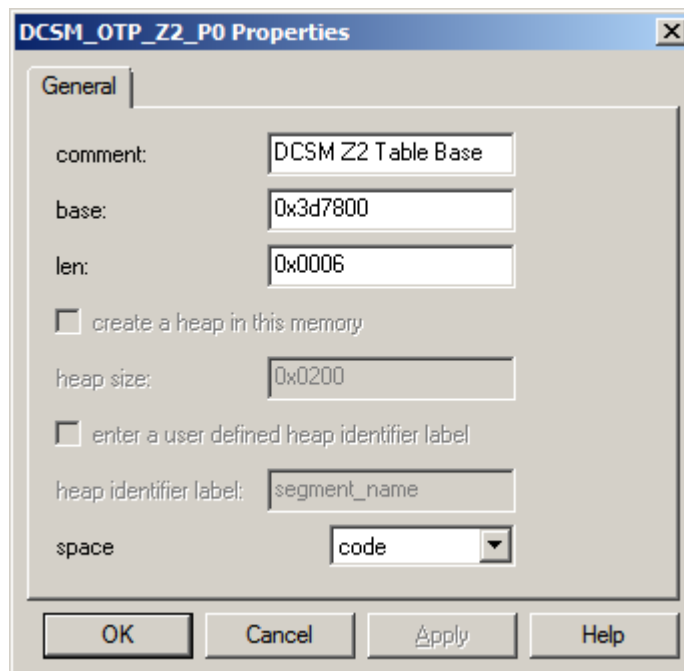 DCSM_OTP_Z2_P0 Properties
General
comment: DCSM Z2 Table Base
base: 0x3d7800
len: 0x0006
create a heap in this memory
heap size: 0x0200
enter a user defined heap identifier label
heap identifier label: segment_name
space code
OK Cancel Apply Help